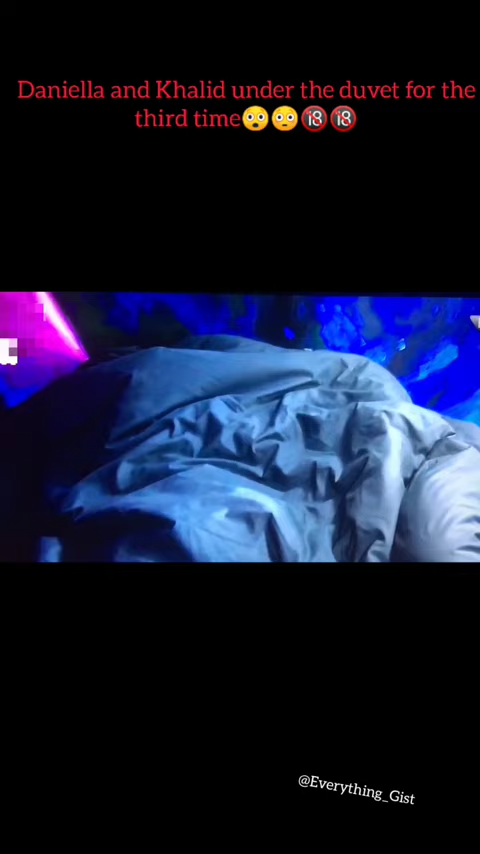 Daniella and Khalid under the duvet for the
third time😲😳🔞🔞
@Everything_Gist